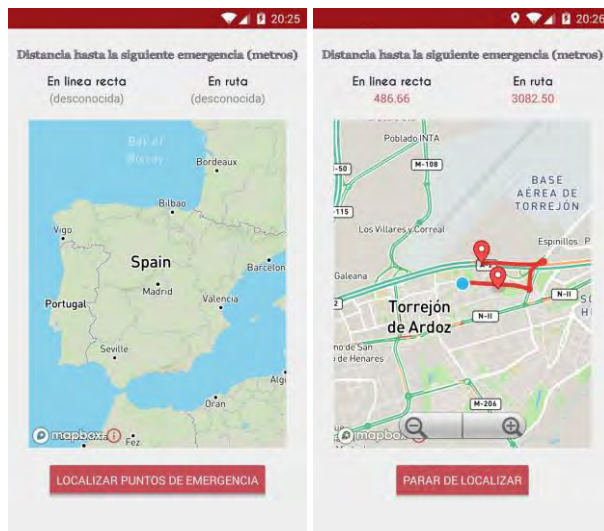 20:25
Distancia hasta la siguiente emergencia (metros)
En línea recta
En ruta
(desconocida)
(desconocida)
Bay of
Biscay
Bordeaux
Bilbao
Vigo
Spain
Barcelon
Madrid
Portugal
Valencia
Seville
Algi
Oran
Fez
mapbox
LOCALIZAR PUNTOS DE EMERGENCIA
20:26
Distancia hasta la siguiente emergencia (metros)
En línea recta
En ruta
486.66
3082.50
Poblado INTA
M-50
M-108
BASE
AÉREA DE
TORREJÓN
-115
Los Villares y Correal
Espinillos P
Galeana
2
N-II
Torrejón
de Ardoz
N-II
no de San
o de Henares
M-206
mapbox
PARAR DE LOCALIZAR